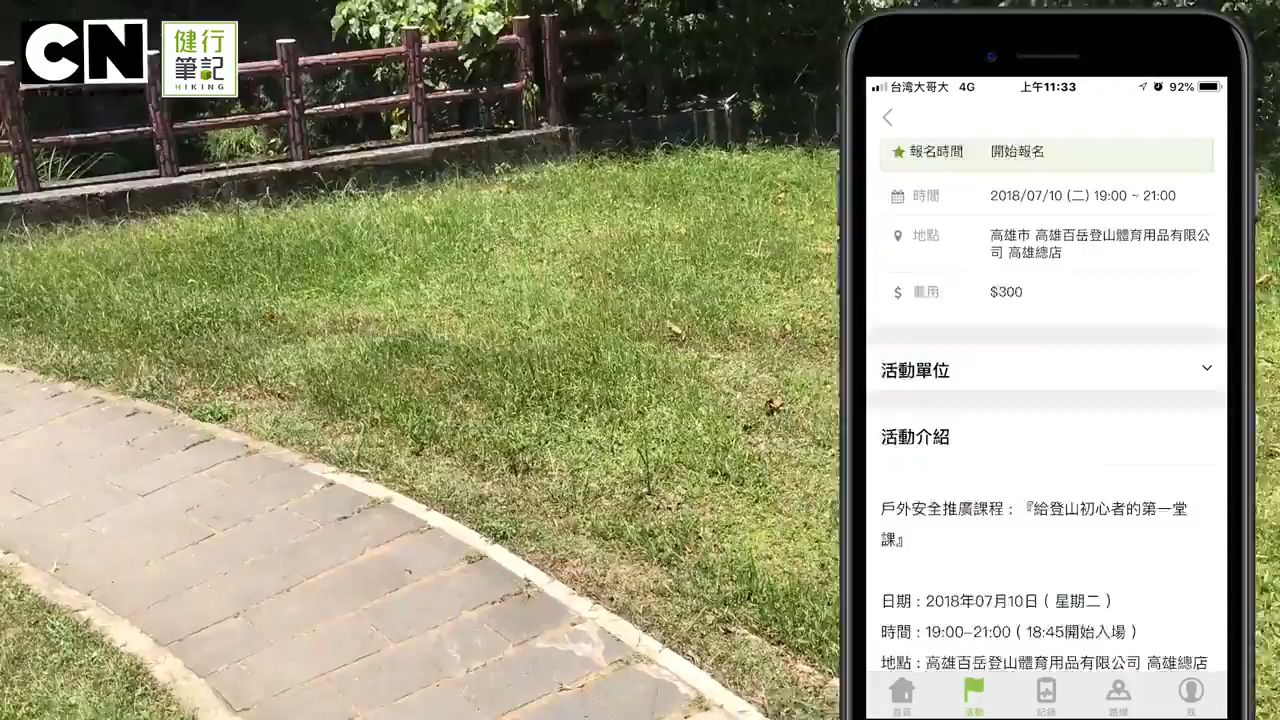 CN
健行
筆記
HIKING
台湾大哥大 4G 上午11:33 92%
報名時間 開始報名
時間 2018/07/10 (二) 19:00 ~ 21:00
地點 高雄市 高雄百岳登山體育用品有限公
司 高雄總店
費用 $300
活動單位
活動介紹
戶外安全推廣課程：『給登山初心者的第一堂
課』
日期：2018年07月10日（星期二）
時間：19:00–21:00（18:45開始入場）
地點：高雄百岳登山體育用品有限公司 高雄總店
首頁 活動 記錄 路線 我